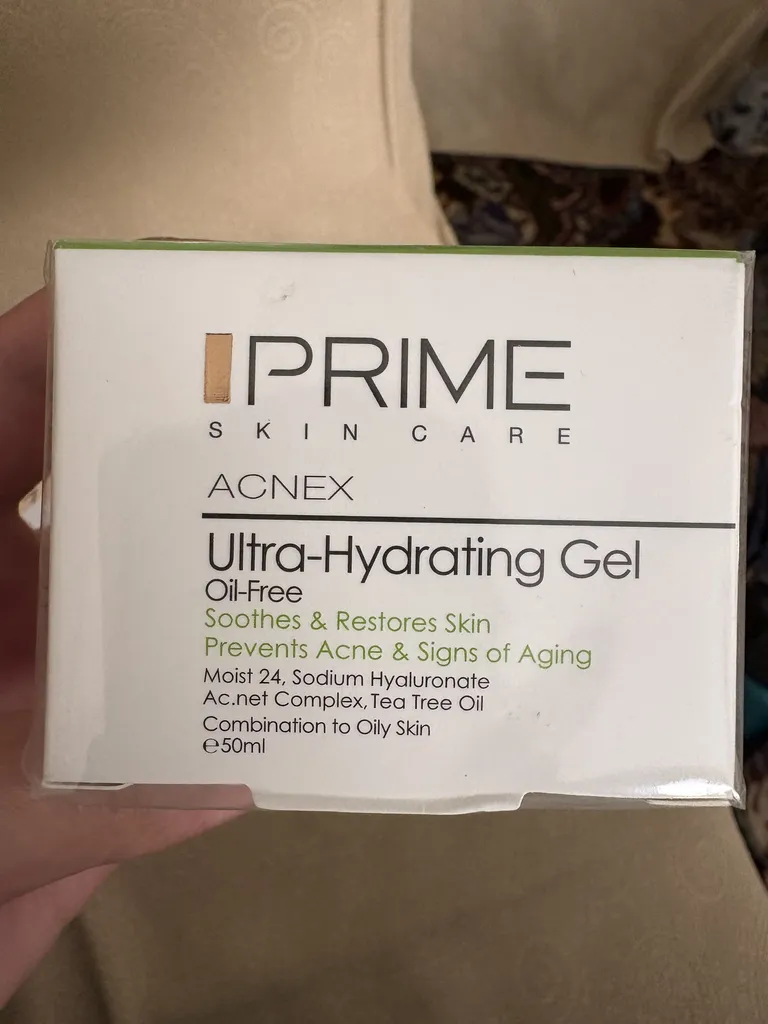 PRIME
SKIN CARE
ACNEX
Ultra-Hydrating Gel
Oil-Free
Soothes & Restores Skin
Prevents Acne & Signs of Aging
Moist 24, Sodium Hyaluronate
Ac.net Complex, Tea Tree Oil
Combination to Oily Skin
℮50ml